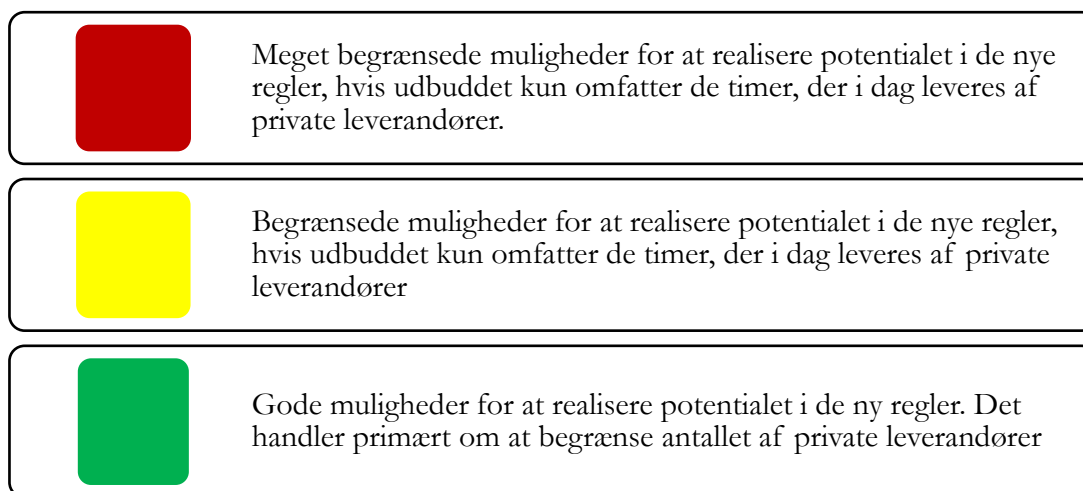 Meget begrænsede muligheder for at realisere potentialet i de nye
regler, hvis udbuddet kun omfatter de timer, der i dag leveres af
private leverandører.
Begrænsede muligheder for at realisere potentialet i de nye regler,
hvis udbuddet kun omfatter de timer, der i dag leveres af private
leverandører
Gode muligheder for at realisere potentialet i de ny regler. Det
handler primært om at begrænse antallet af private leverandører